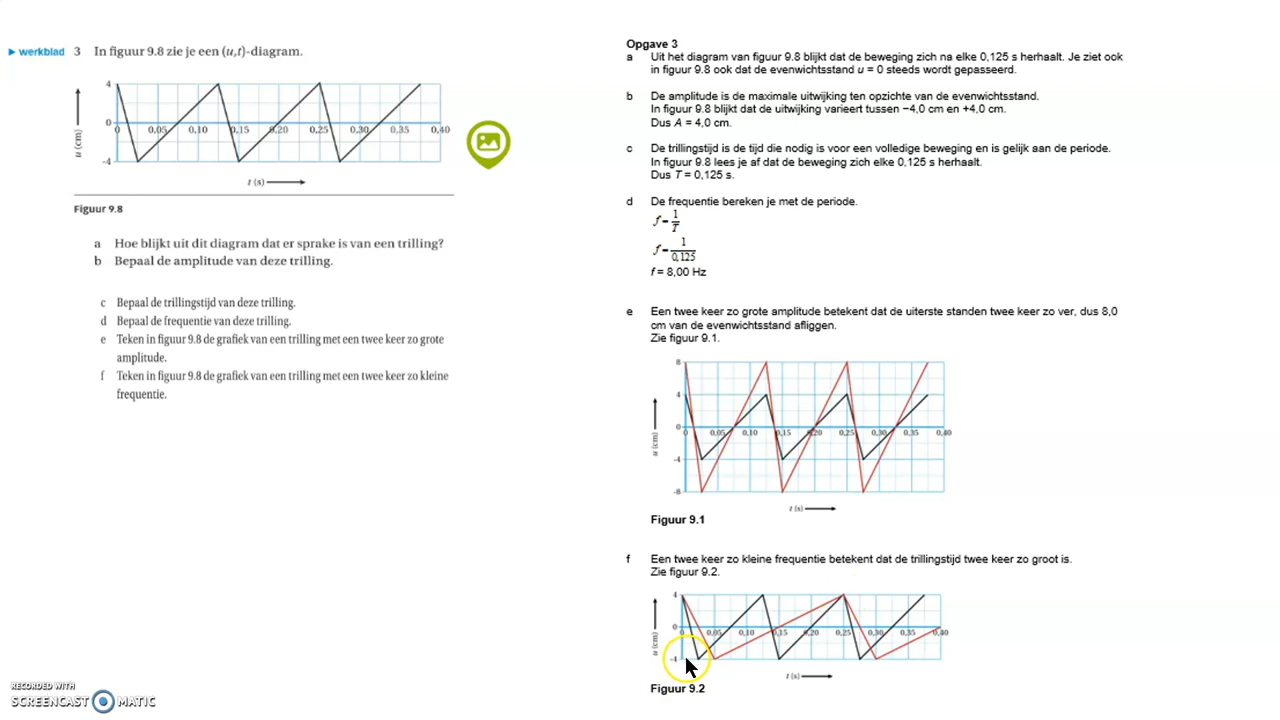 ► werkblad 3 In figuur 9.8 zie je een (u,t)-diagram.
4
0
-4
u (cm)
0 0,05 0,10 0,15 0,20 0,25 0,30 0,35 0,40
t (s)
Figuur 9.8
a Hoe blijkt uit dit diagram dat er sprake is van een trilling?
b Bepaal de amplitude van deze trilling.
c Bepaal de trillingstijd van deze trilling.
d Bepaal de frequentie van deze trilling.
e Teken in figuur 9.8 de grafiek van een trilling met een twee keer zo grote
amplitude.
f Teken in figuur 9.8 de grafiek van een trilling met een twee keer zo kleine
frequentie.
Opgave 3
a Uit het diagram van figuur 9.8 blijkt dat de beweging zich na elke 0,125 s herhaalt. Je ziet ook
in figuur 9.8 ook dat de evenwichtsstand u = 0 steeds wordt gepasseerd.
b De amplitude is de maximale uitwijking ten opzichte van de evenwichtsstand.
In figuur 9.8 blijkt dat de uitwijking varieert tussen −4,0 cm en +4,0 cm.
Dus A = 4,0 cm.
c De trillingstijd is de tijd die nodig is voor een volledige beweging en is gelijk aan de periode.
In figuur 9.8 lees je af dat de beweging zich elke 0,125 s herhaalt.
Dus T = 0,125 s.
d De frequentie bereken je met de periode.
f = 1/T
f = 1/0,125
f = 8,00 Hz
e Een twee keer zo grote amplitude betekent dat de uiterste standen twee keer zo ver, dus 8,0
cm van de evenwichtsstand afliggen.
Zie figuur 9.1.
8
4
0
-4
-8
u (cm)
0 0,05 0,10 0,15 0,20 0,25 0,30 0,35 0,40
t (s)
Figuur 9.1
f Een twee keer zo kleine frequentie betekent dat de trillingstijd twee keer zo groot is.
Zie figuur 9.2.
4
0
-4
u (cm)
0 0,05 0,10 0,15 0,20 0,25 0,30 0,35 0,40
t (s)
Figuur 9.2
RECORDED WITH
SCREENCAST MATIC